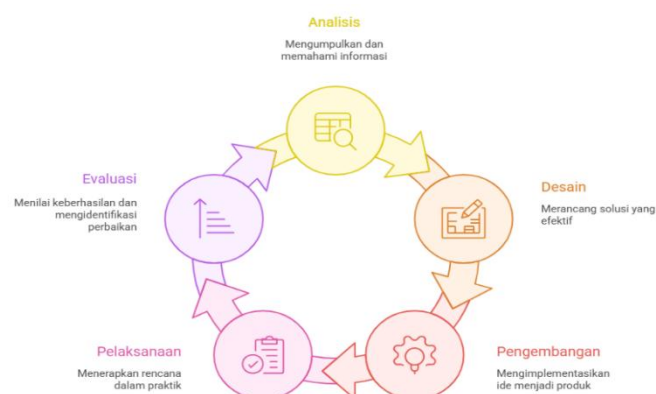 Analisis
Mengumpulkan dan
memahami informasi
Evaluasi
Menilai keberhasilan dan
mengidentifikasi
perbaikan
Desain
Merancang solusi yang
efektif
Pelaksanaan
Menerapkan rencana
dalam praktik
Pengembangan
Mengimplementasikan
ide menjadi produk